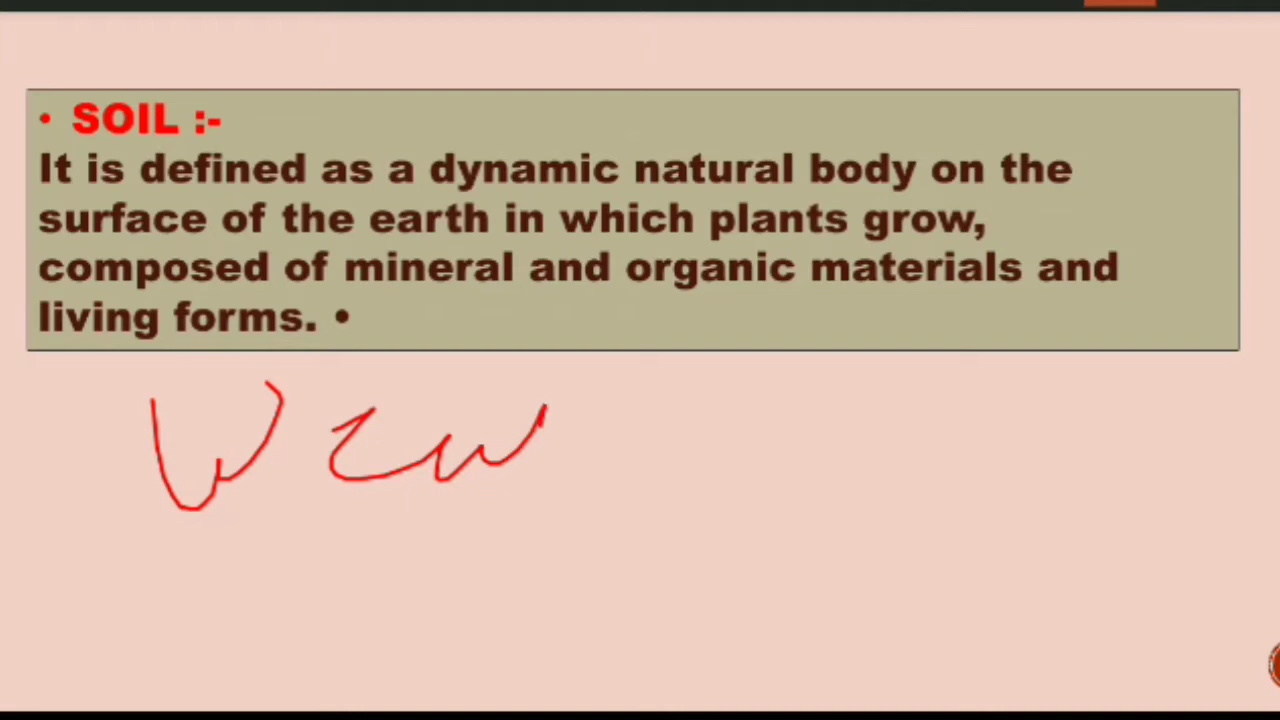 • SOIL :-
It is defined as a dynamic natural body on the
surface of the earth in which plants grow,
composed of mineral and organic materials and
living forms. •